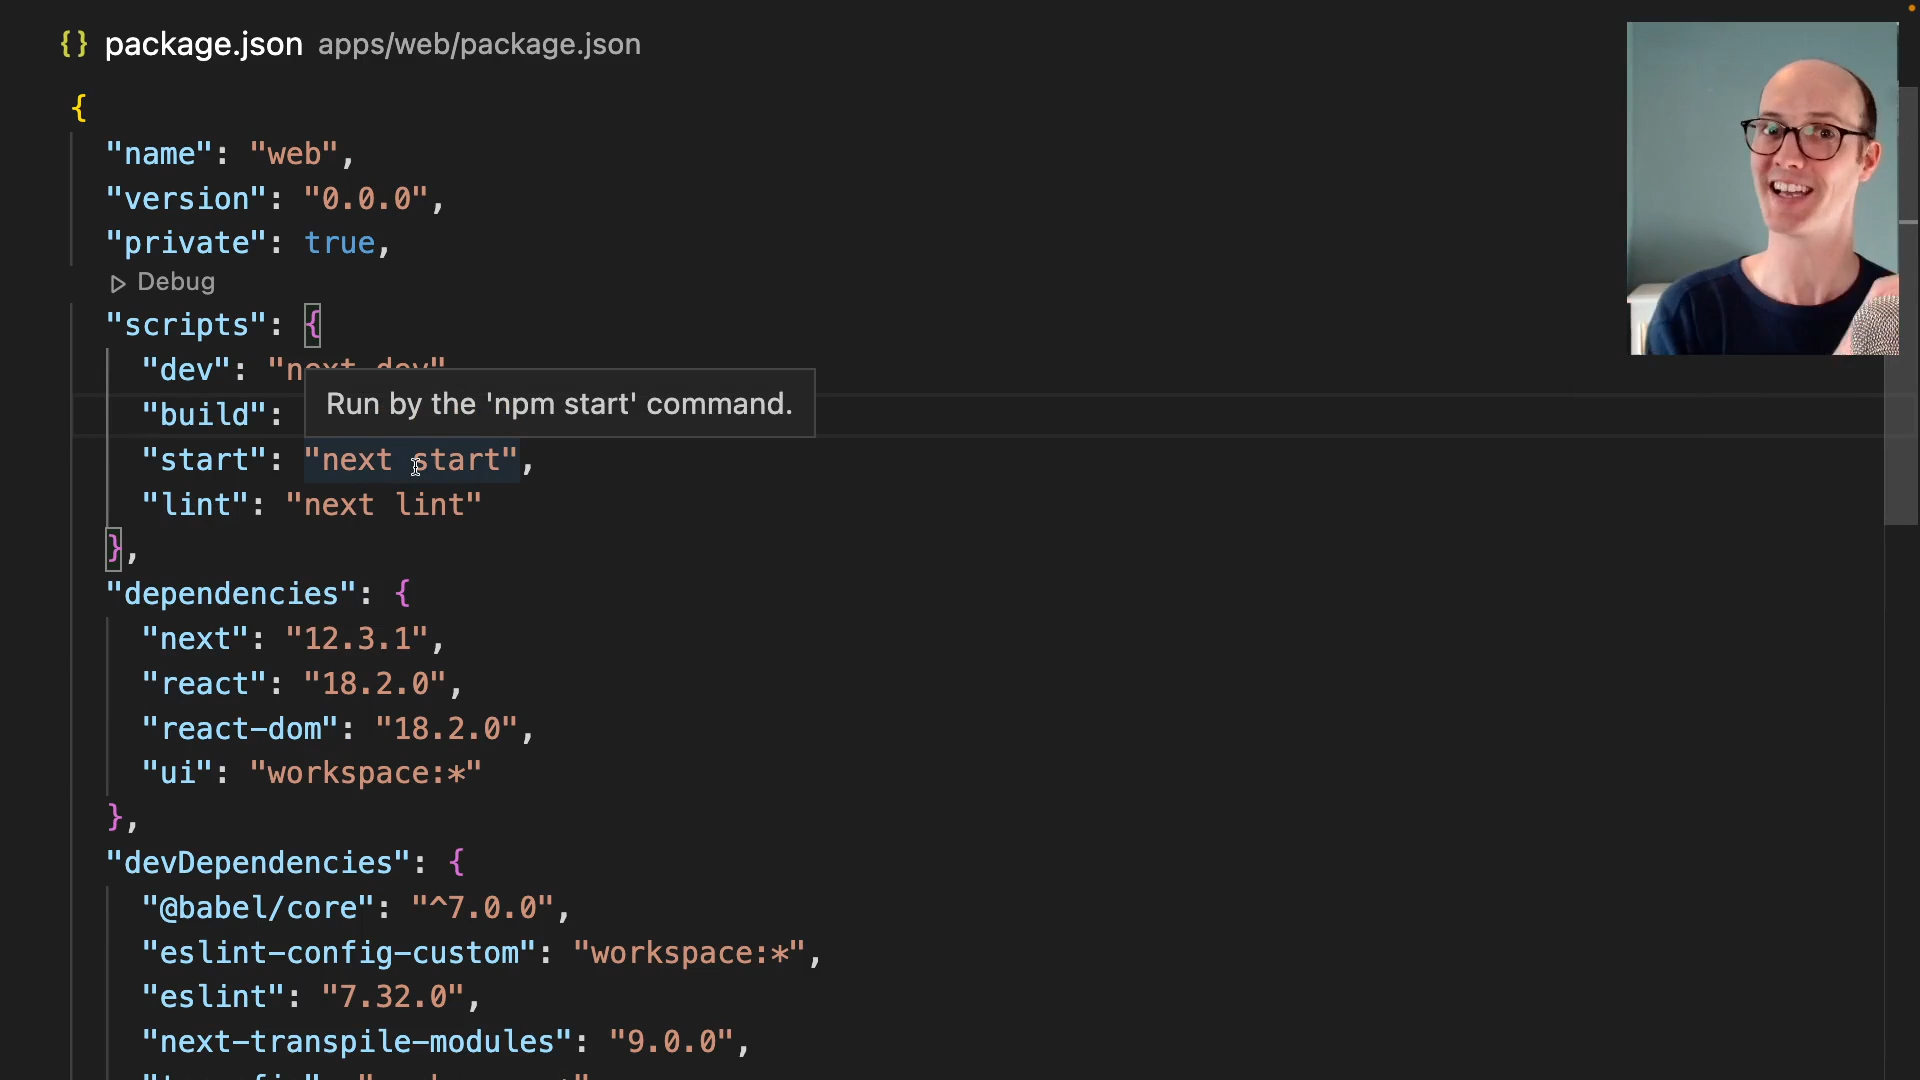 {} package.json apps/web/package.json
{
"name": "web",
"version": "0.0.0",
"private": true,
Debug
"scripts": {
"dev": "next dev"
Run by the 'npm start' command.
"build":
"start": "next start",
"lint": "next lint"
},
"dependencies": {
"next": "12.3.1",
"react": "18.2.0",
"react-dom": "18.2.0",
"ui": "workspace:*"
},
"devDependencies": {
"@babel/core": "^7.0.0",
"eslint-config-custom": "workspace:*",
"eslint": "7.32.0",
"next-transpile-modules": "9.0.0",